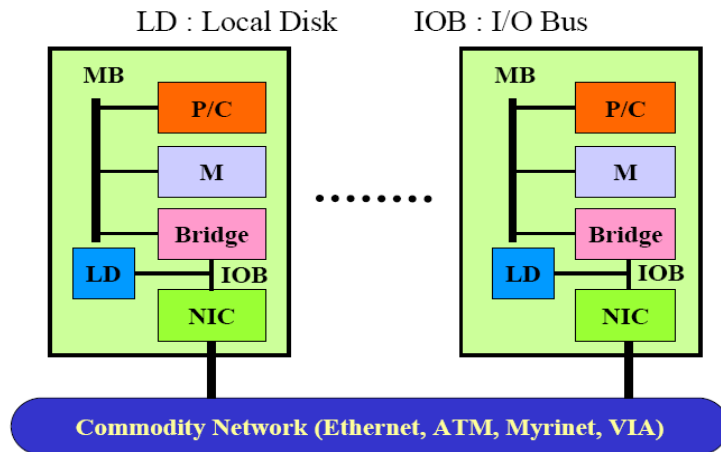 LD : Local Disk IOB : I/O Bus
MB
P/C
M
Bridge
LD
IOB
NIC
MB
P/C
M
Bridge
LD
IOB
NIC
Commodity Network (Ethernet, ATM, Myrinet, VIA)